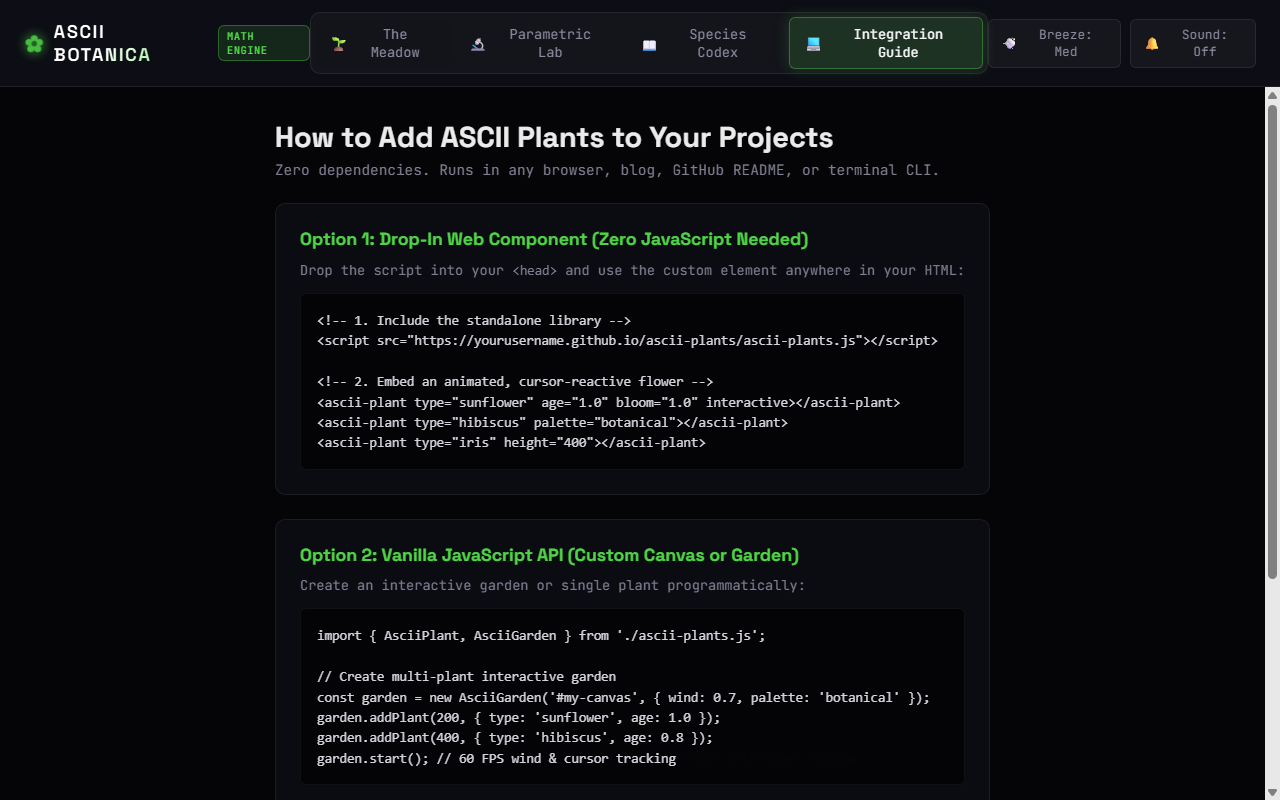 ASCII
BOTANICA
MATH
ENGINE
The
Meadow
Parametric
Lab
Species
Codex
Integration
Guide
Breeze:
Med
Sound:
Off
How to Add ASCII Plants to Your Projects
Zero dependencies. Runs in any browser, blog, GitHub README, or terminal CLI.
Option 1: Drop-In Web Component (Zero JavaScript Needed)
Drop the script into your <head> and use the custom element anywhere in your HTML:
<!-- 1. Include the standalone library -->
<script src="https://yourusername.github.io/ascii-plants/ascii-plants.js"></script>
<!-- 2. Embed an animated, cursor-reactive flower -->
<ascii-plant type="sunflower" age="1.0" bloom="1.0" interactive></ascii-plant>
<ascii-plant type="hibiscus" palette="botanical"></ascii-plant>
<ascii-plant type="iris" height="400"></ascii-plant>
Option 2: Vanilla JavaScript API (Custom Canvas or Garden)
Create an interactive garden or single plant programmatically:
import { AsciiPlant, AsciiGarden } from './ascii-plants.js';
// Create multi-plant interactive garden
const garden = new AsciiGarden('#my-canvas', { wind: 0.7, palette: 'botanical' });
garden.addPlant(200, { type: 'sunflower', age: 1.0 });
garden.addPlant(400, { type: 'hibiscus', age: 0.8 });
garden.start(); // 60 FPS wind & cursor tracking